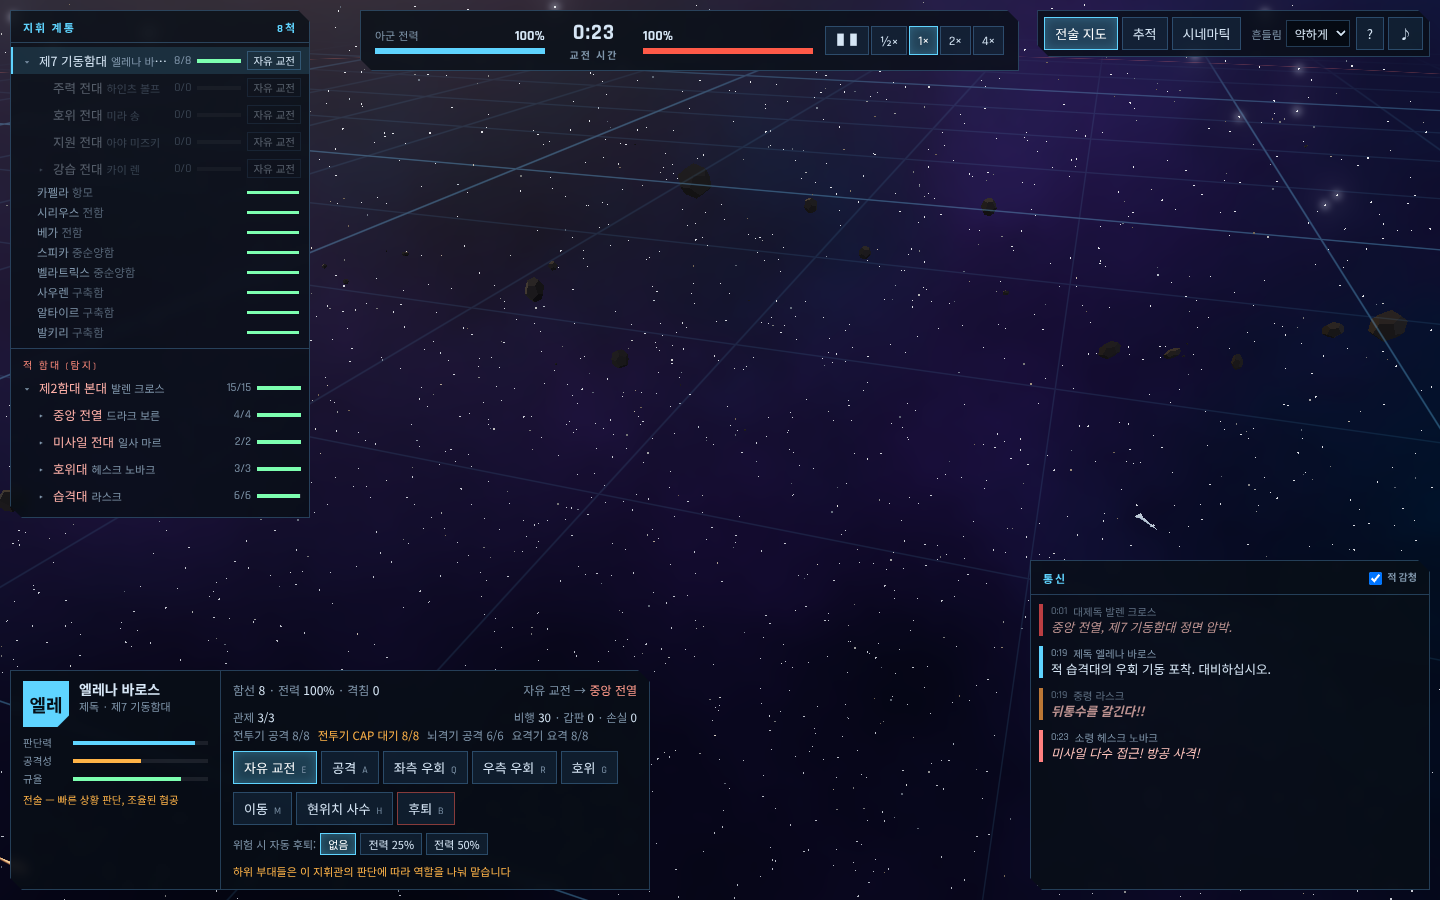 지휘 계통 8척
제7 기동함대 엘레나 바··· 8/8 자유 교전
주력 전대 하인츠 볼프 0/0 자유 교전
호위 전대 미라 송 0/0 자유 교전
지원 전대 아야 미즈키 0/0 자유 교전
강습 전대 카이 렌 0/0 자유 교전
카펠라 항모
시리우스 전함
베가 전함
스피카 중순양함
벨라트릭스 중순양함
사우렌 구축함
알타이르 구축함
발키리 구축함
적 함대 (탐지)
제2함대 본대 발렌 크로스 15/15
중앙 전열 드라크 보른 4/4
미사일 전대 일사 마르 2/2
호위대 헤스크 노바크 3/3
습격대 라스크 6/6
아군 전력 100% 0:23 100%
교전 시간
½× 1× 2× 4×
전술 지도 추적 시네마틱 흔들림 약하게 ? ♪
통신 적 감청
0:01 대제독 발렌 크로스
중앙 전열, 제7 기동함대 정면 압박.
0:19 제독 엘레나 바로스
적 습격대의 우회 기동 포착. 대비하십시오.
0:19 중령 라스크
뒤통수를 갈긴다!!
0:23 소령 헤스크 노바크
미사일 다수 접근! 방공 사격!
엘레 엘레나 바로스
제독 · 제7 기동함대
판단력
공격성
규율
전술 — 빠른 상황 판단, 조율된 협공
함선 8 · 전력 100% · 격침 0 자유 교전 → 중앙 전열
관제 3/3 비행 30 · 갑판 0 · 손실 0
전투기 공격 8/8 전투기 CAP 대기 8/8 뇌격기 공격 6/6 요격기 요격 8/8
자유 교전 E 공격 A 좌측 우회 Q 우측 우회 R 호위 G
이동 M 현위치 사수 H 후퇴 B
위험 시 자동 후퇴: 없음 전력 25% 전력 50%
하위 부대들은 이 지휘관의 판단에 따라 역할을 나눠 맡습니다